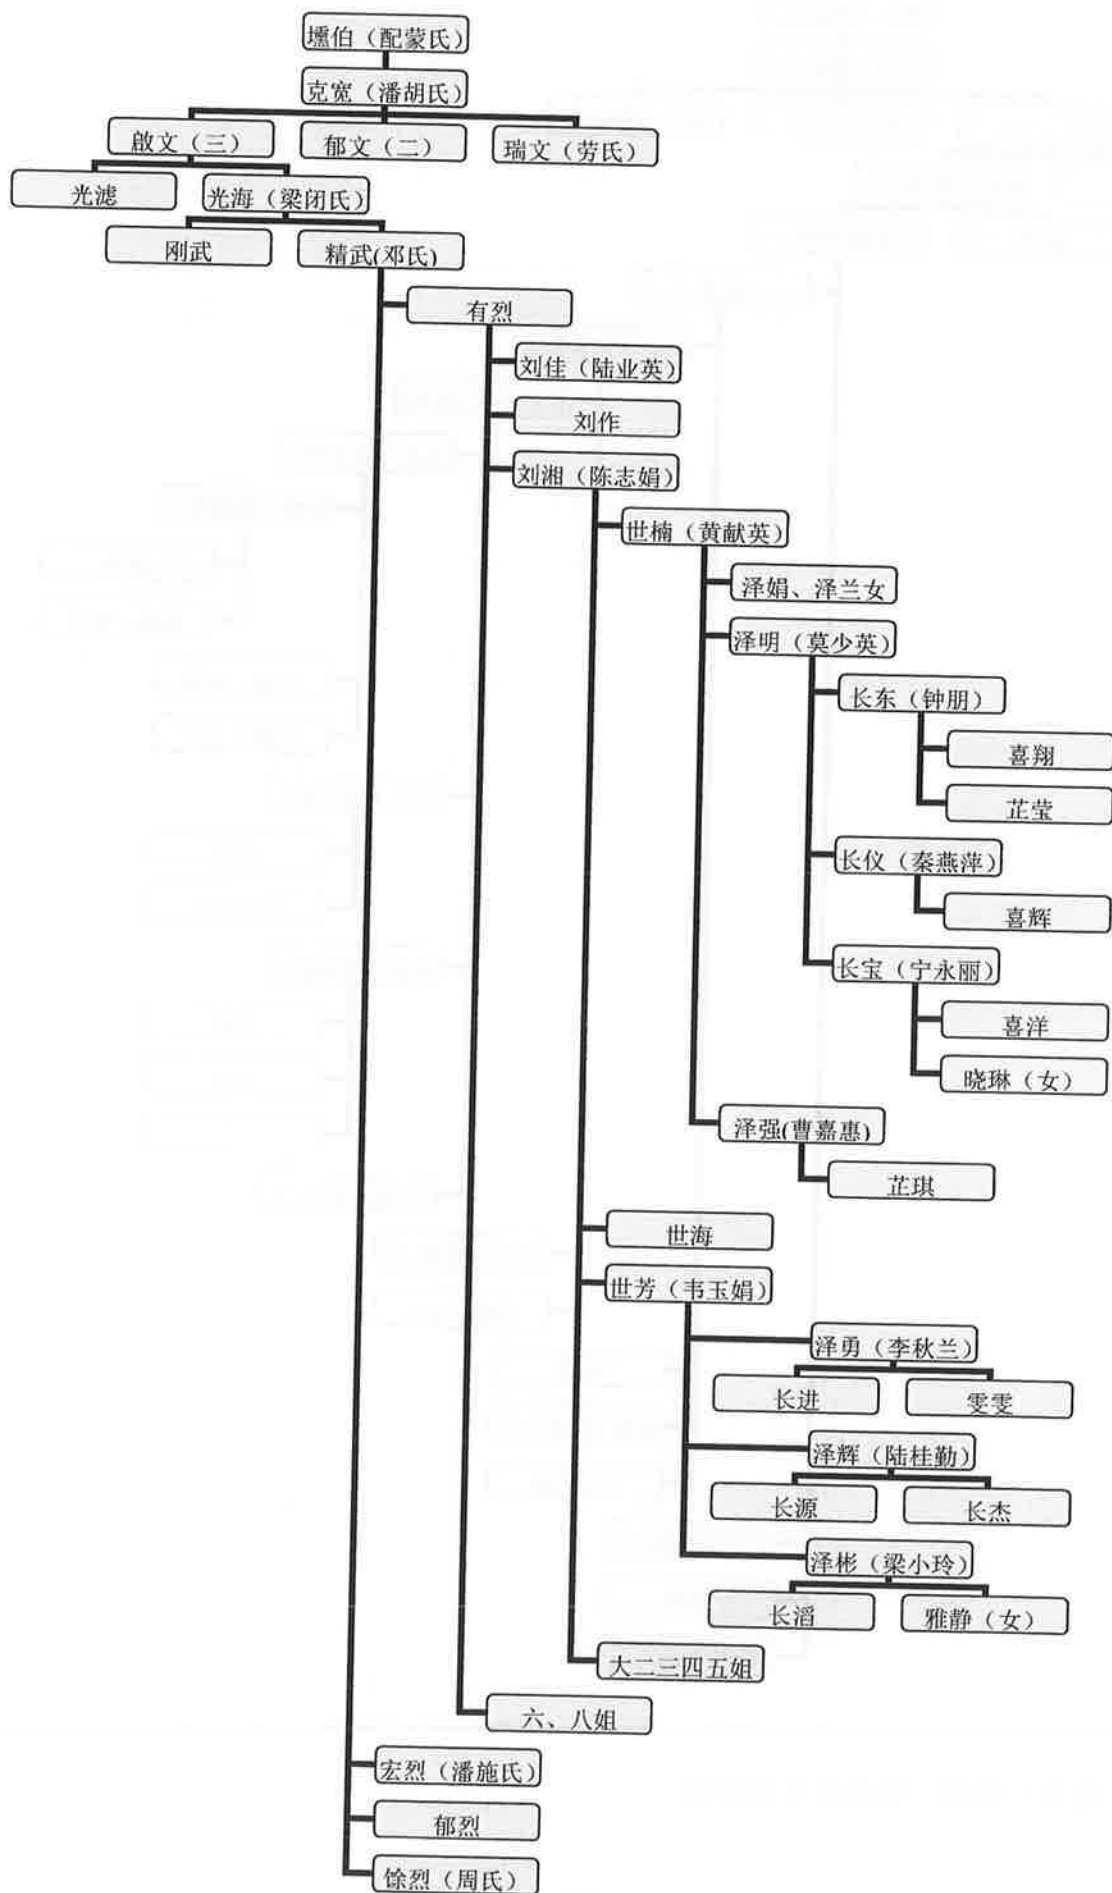 壎伯（配蒙氏）
克宽（潘胡氏）
啟文（三）
郁文（二）
瑞文（劳氏）
光滤
光海（梁闭氏）
刚武
精武(邓氏)
有烈
刘佳（陆业英）
刘作
刘湘（陈志娟）
世楠（黄献英）
泽娟、泽兰女
泽明（莫少英）
长东（钟朋）
喜翔
芷莹
长仪（秦燕萍）
喜辉
长宝（宁永丽）
喜洋
晓琳（女）
泽强(曹嘉惠)
芷琪
世海
世芳（韦玉娟）
泽勇（李秋兰）
长进
雯雯
泽辉（陆桂勤）
长源
长杰
泽彬（梁小玲）
长滔
雅静（女）
大二三四五姐
六、八姐
宏烈（潘施氏）
郁烈
馀烈（周氏）